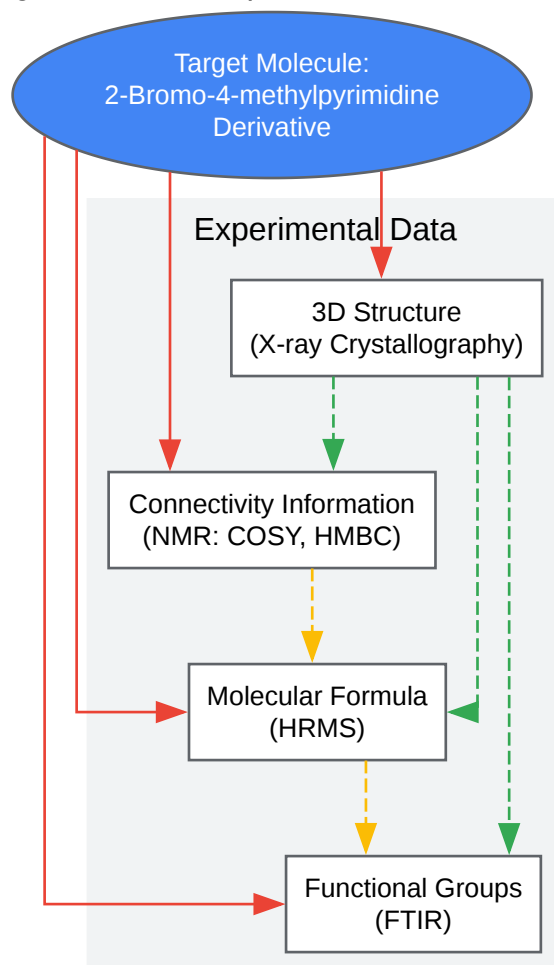 Target Molecule:
2-Bromo-4-methylpyrimidine
Derivative
Experimental Data
3D Structure
(X-ray Crystallography)
Connectivity Information
(NMR: COSY, HMBC)
Molecular Formula
(HRMS)
Functional Groups
(FTIR)